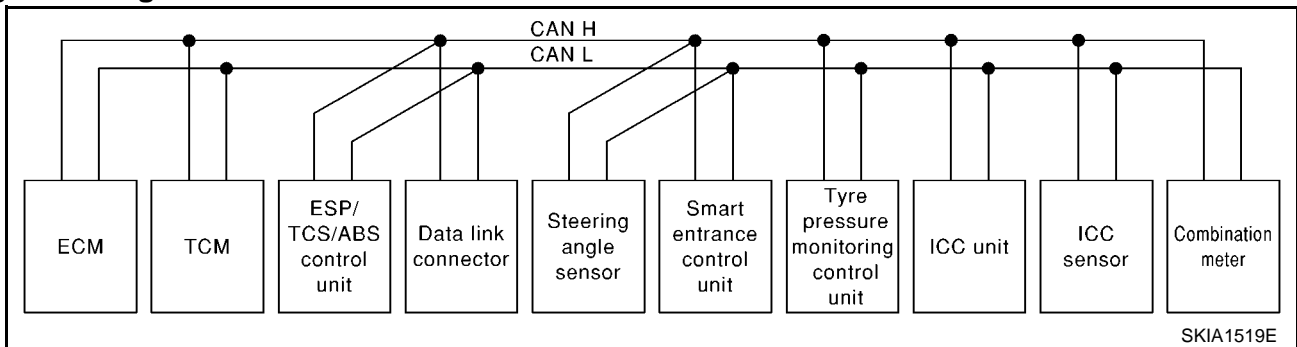 CAN H
CAN L
ECM
TCM
ESP/
TCS/ABS
control
unit
Data link
connector
Steering
angle
sensor
Smart
entrance
control
unit
Tyre
pressure
monitoring
control
unit
ICC unit
ICC
sensor
Combination
meter
SKIA1519E